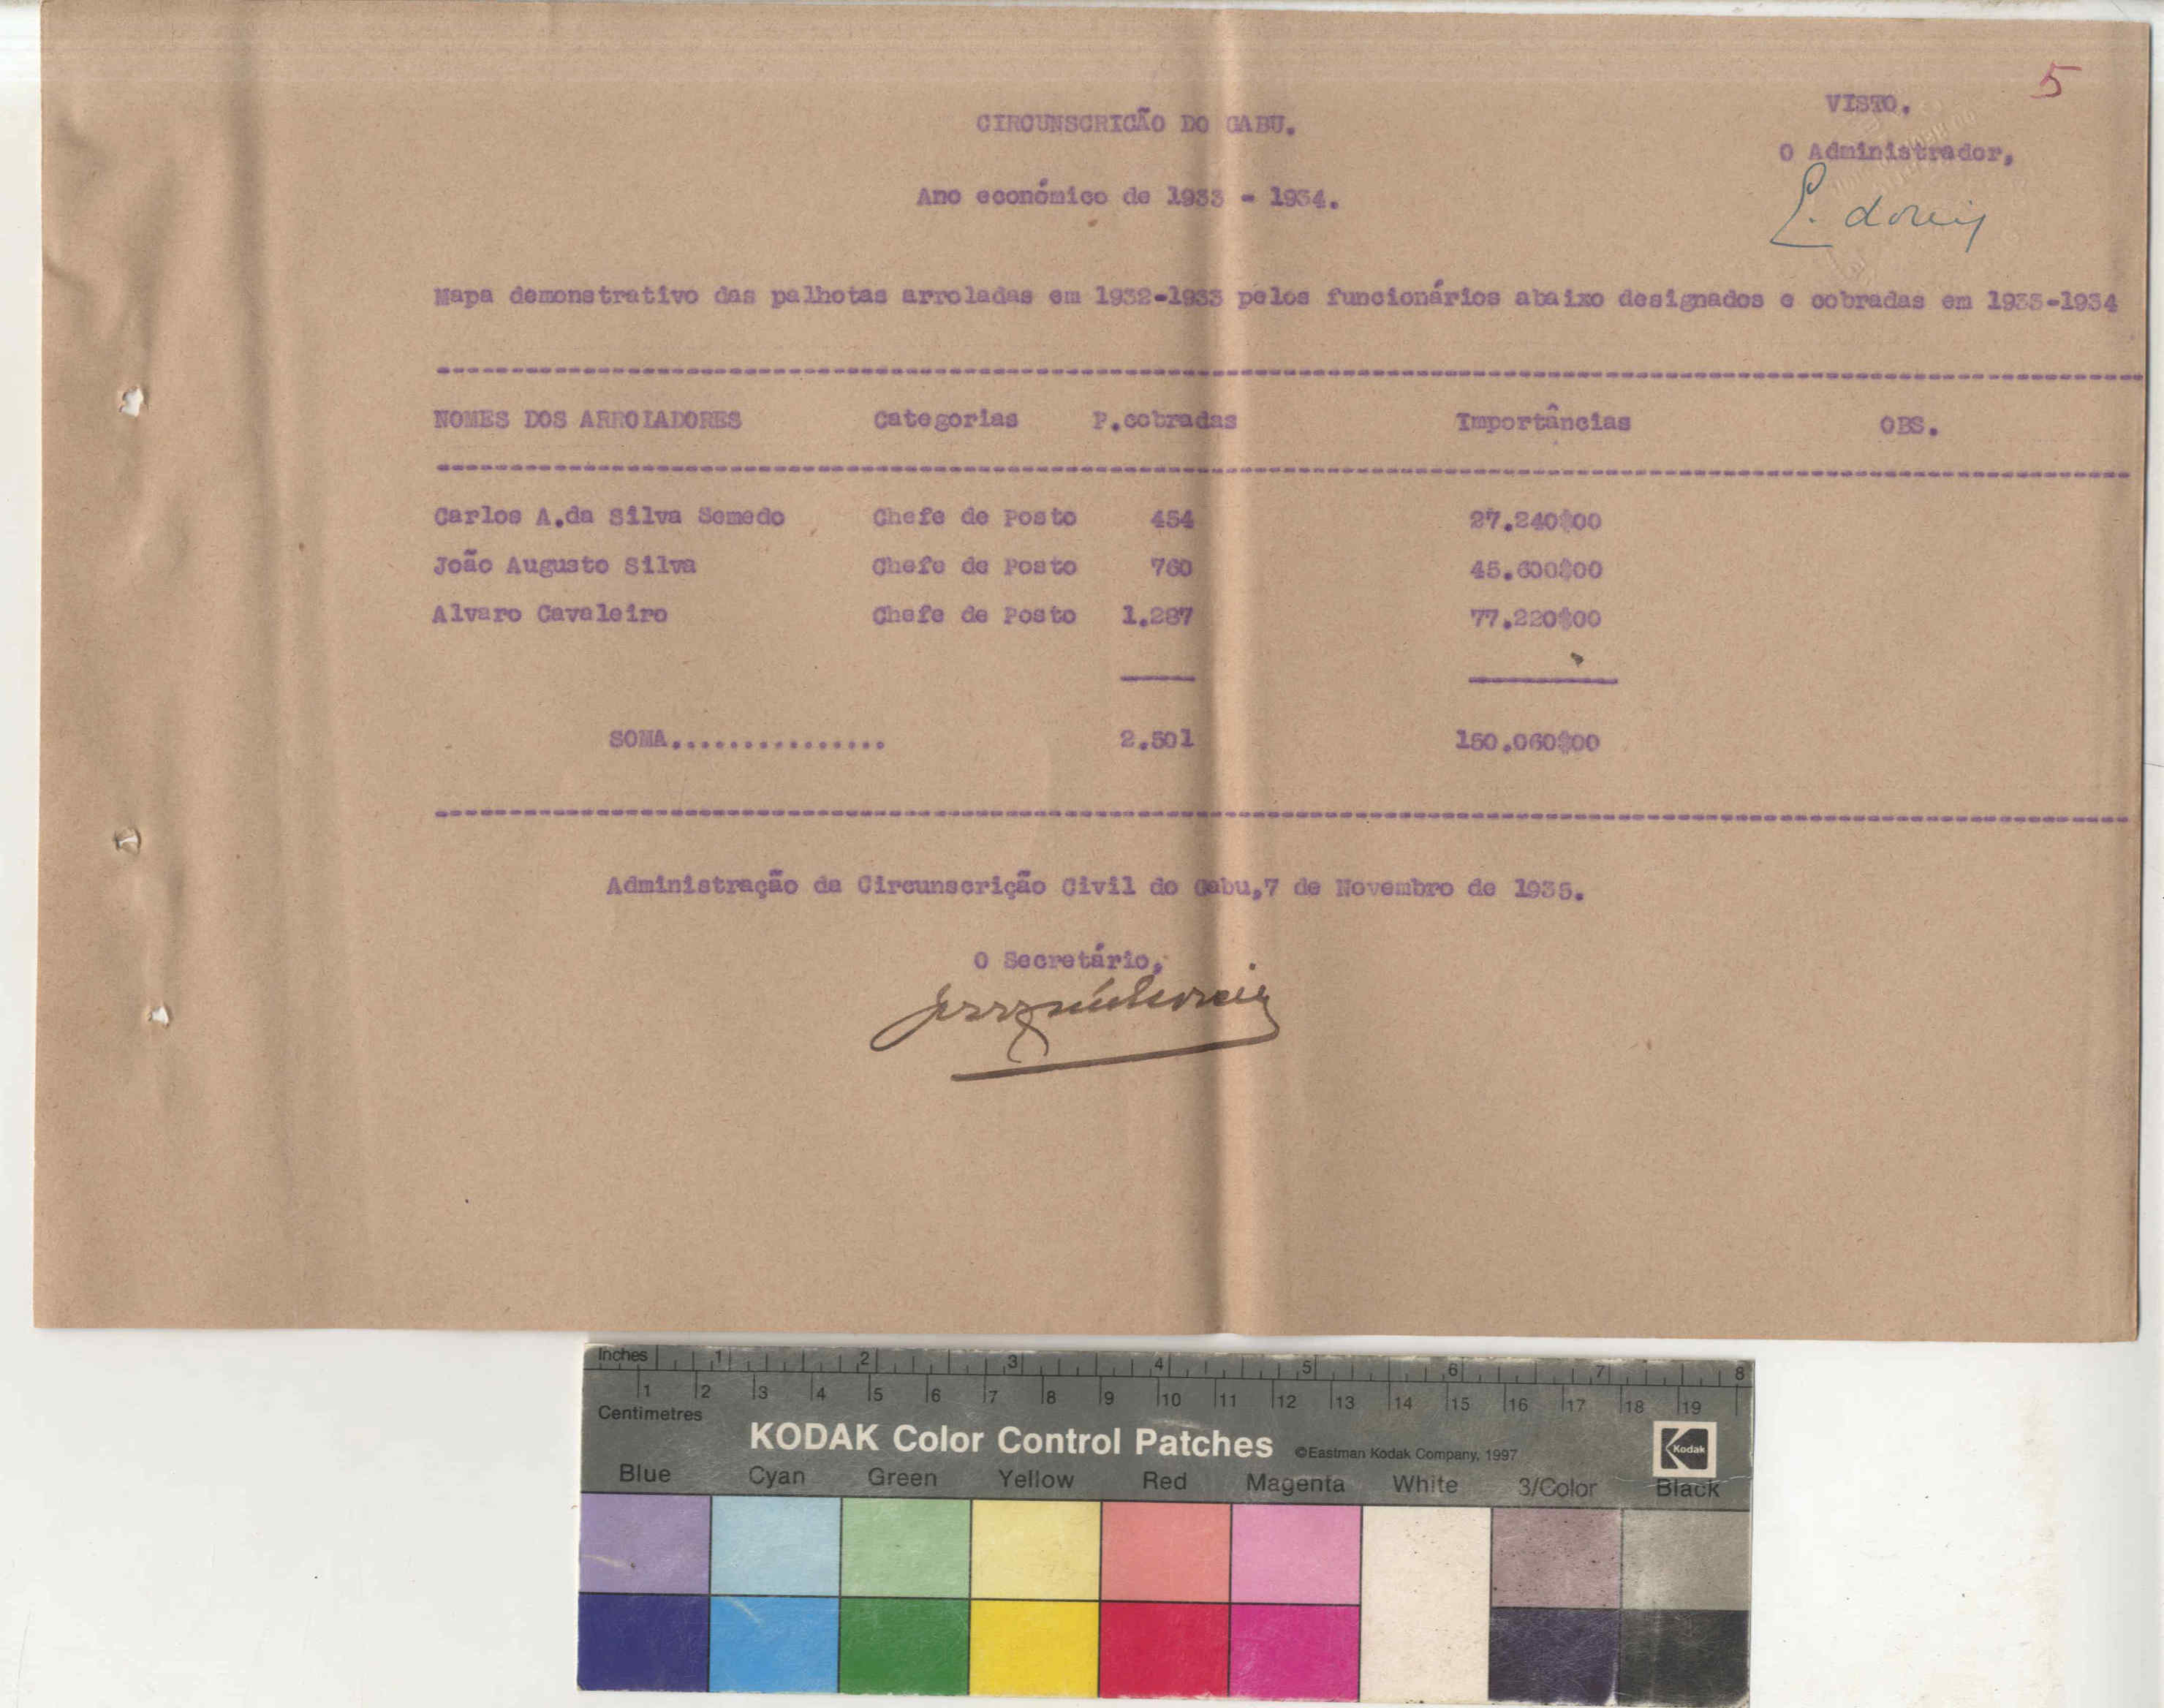 5
VISTO.
CIRCUNSCRICÃO DO GABU.
O Administrador,
Ano económico de 1933 - 1934.
Mapa demonstrativo das palhotas arroladas em 1932-1933 pelos funcionários abaixo designados e cobradas em 1933-1934
NOMES DOS ARROLADORES Categorias P.cobradas Importâncias OBS.
Carlos A.da Silva Semedo Chefe de Posto 454 27.240$00
João Augusto Silva Chefe de Posto 760 45.600$00
Alvaro Cavaleiro Chefe de Posto 1.287 77.220$00
SOMA............... 2.501 150.060$00
Administração da Circunscrição Civil do Gabu,7 de Novembro de 1935.
O Secretário,
Inches 1 2 3 4 5 6 7 8
1 2 3 4 5 6 7 8 9 10 11 12 13 14 15 16 17 18 19
Centimetres
KODAK Color Control Patches ©Eastman Kodak Company, 1997 Kodak
Blue Cyan Green Yellow Red Magenta White 3/Color Black